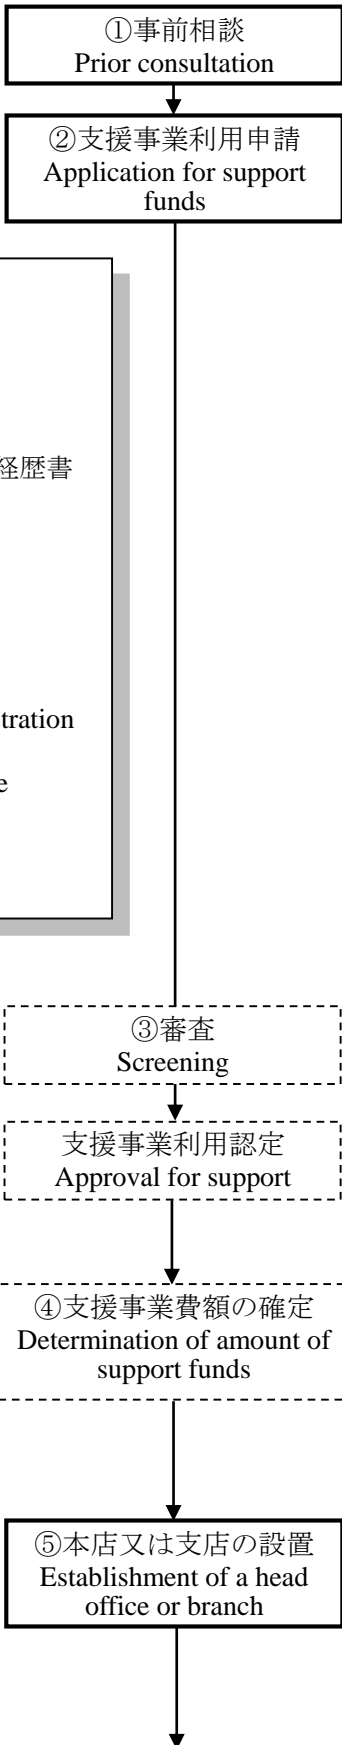 ①事前相談
Prior consultation
②支援事業利用申請
Application for support
funds
経歴書
tration
e
③審査
Screening
支援事業利用認定
Approval for support
④支援事業費額の確定
Determination of amount of
support funds
⑤本店又は支店の設置
Establishment of a head
office or branch